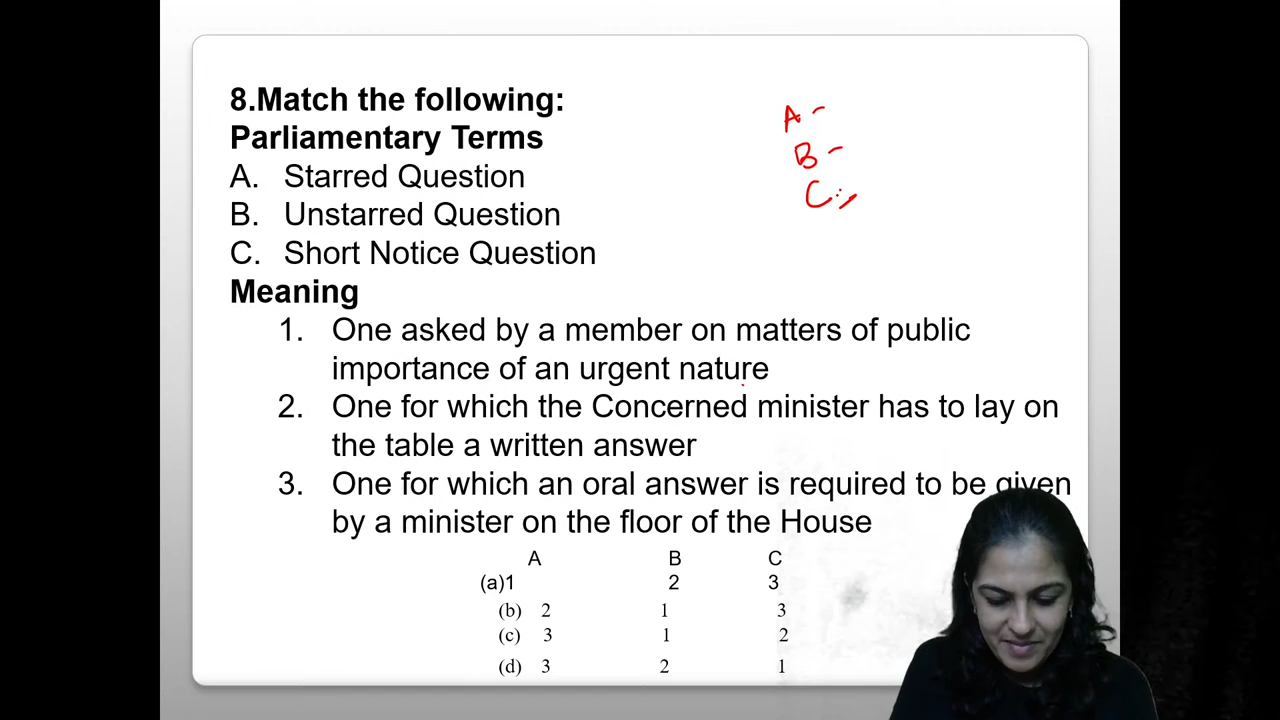 8.Match the following:
Parliamentary Terms
A. Starred Question
B. Unstarred Question
C. Short Notice Question
Meaning
1. One asked by a member on matters of public
importance of an urgent nature
2. One for which the Concerned minister has to lay on
the table a written answer
3. One for which an oral answer is required to be given
by a minister on the floor of the House
A B C
(a)1 2 3
(b) 2 1 3
(c) 3 1 2
(d) 3 2 1
A -
B -
C -